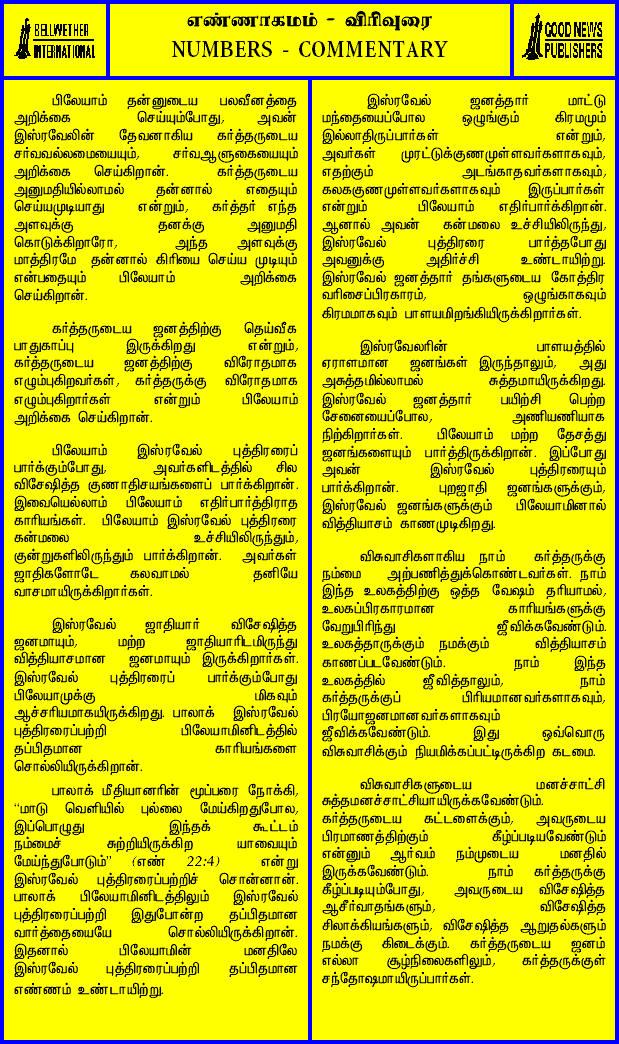 BELLWETHER
INTERNATIONAL
எண்ணாகமம் - விரிவுரை
NUMBERS - COMMENTARY
GOOD NEWS
PUBLISHERS
பிலேயாம் தன்னுடைய பலவீனத்தை
அறிக்கை செய்யும்போது, அவன்
இஸ்ரவேலின் தேவனாகிய கர்த்தருடைய
சர்வவல்லமையையும், சர்வஆளுகையையும்
அறிக்கை செய்கிறான். கர்த்தருடைய
அனுமதியில்லாமல் தன்னால் எதையும்
செய்யமுடியாது என்றும், கர்த்தர் எந்த
அளவுக்கு தனக்கு அனுமதி
கொடுக்கிறாரோ, அந்த அளவுக்கு
மாத்திரமே தன்னால் கிரியை செய்ய முடியும்
என்பதையும் பிலேயாம் அறிக்கை
செய்கிறான்.
கர்த்தருடைய ஜனத்திற்கு தெய்வீக
பாதுகாப்பு இருக்கிறது என்றும்,
கர்த்தருடைய ஜனத்திற்கு விரோதமாக
எழும்புகிறவர்கள், கர்த்தருக்கு விரோதமாக
எழும்புகிறார்கள் என்றும் பிலேயாம்
அறிக்கை செய்கிறான்.
பிலேயாம் இஸ்ரவேல் புத்திரரைப்
பார்க்கும்போது, அவர்களிடத்தில் சில
விசேஷித்த குணாதிசயங்களைப் பார்க்கிறான்.
இவையெல்லாம் பிலேயாம் எதிர்பார்த்திராத
காரியங்கள். பிலேயாம் இஸ்ரவேல் புத்திரரை
கன்மலை உச்சியிலிருந்தும்,
குன்றுகளிலிருந்தும் பார்க்கிறான். அவர்கள்
ஜாதிகளோடே கலவாமல் தனியே
வாசமாயிருக்கிறார்கள்.
இஸ்ரவேல் ஜாதியார் விசேஷித்த
ஜனமாயும், மற்ற ஜாதியாரிடமிருந்து
வித்தியாசமான ஜனமாயும் இருக்கிறார்கள்.
இஸ்ரவேல் புத்திரரைப் பார்க்கும்போது
பிலேயாமுக்கு மிகவும்
ஆச்சரியமாகயிருக்கிறது. பாலாக் இஸ்ரவேல்
புத்திரரைப்பற்றி பிலேயாமினிடத்தில்
தப்பிதமான காரியங்களை
சொல்லியிருக்கிறான்.
பாலாக் மீதியானரின் மூப்பரை நோக்கி,
“மாடு வெளியில் புல்லை மேய்கிறதுபோல,
இப்பொழுது இந்தக் கூட்டம்
நம்மைச் சுற்றியிருக்கிற யாவையும்
மேய்ந்துபோடும்” (எண் 22:4) என்று
இஸ்ரவேல் புத்திரரைப்பற்றிச் சொன்னான்.
பாலாக் பிலேயாமினிடத்திலும் இஸ்ரவேல்
புத்திரரைப்பற்றி இதுபோன்ற தப்பிதமான
வார்த்தையையே சொல்லியிருக்கிறான்.
இதனால் பிலேயாமின் மனதிலே
இஸ்ரவேல் புத்திரரைப்பற்றி தப்பிதமான
எண்ணம் உண்டாயிற்று.
இஸ்ரவேல் ஜனத்தார் மாட்டு
மந்தையைப்போல ஒழுங்கும் கிரமமும்
இல்லாதிருப்பார்கள் என்றும்,
அவர்கள் முரட்டுக்குணமுள்ளவர்களாகவும்,
எதற்கும் அடங்காதவர்களாகவும்,
கலககுணமுள்ளவர்களாகவும் இருப்பார்கள்
என்றும் பிலேயாம் எதிர்பார்க்கிறான்.
ஆனால் அவன் கன்மலை உச்சியிலிருந்து,
இஸ்ரவேல் புத்திரரை பார்த்தபோது
அவனுக்கு அதிர்ச்சி உண்டாயிற்று.
இஸ்ரவேல் ஜனத்தார் தங்களுடைய கோத்திர
வரிசைப்பிரகாரம், ஒழுங்காகவும்
கிரமமாகவும் பாளயமிறங்கியிருக்கிறார்கள்.
இஸ்ரவேலரின் பாளயத்தில்
ஏராளமான ஜனங்கள் இருந்தாலும், அது
அசுத்தமில்லாமல் சுத்தமாயிருக்கிறது.
இஸ்ரவேல் ஜனத்தார் பயிற்சி பெற்ற
சேனையைப்போல, அணியணியாக
நிற்கிறார்கள். பிலேயாம் மற்ற தேசத்து
ஜனங்களையும் பார்த்திருக்கிறான். இப்போது
அவன் இஸ்ரவேல் புத்திரரையும்
பார்க்கிறான். புறஜாதி ஜனங்களுக்கும்,
இஸ்ரவேல் ஜனங்களுக்கும் பிலேயாமினால்
வித்தியாசம் காணமுடிகிறது.
விசுவாசிகளாகிய நாம் கர்த்தருக்கு
நம்மை அற்பணித்துக்கொண்டவர்கள். நாம்
இந்த உலகத்திற்கு ஒத்த வேஷம் தரியாமல்,
உலகப்பிரகாரமான காரியங்களுக்கு
வேறுபிரிந்து ஜீவிக்கவேண்டும்.
உலகத்தாருக்கும் நமக்கும் வித்தியாசம்
காணப்படவேண்டும். நாம் இந்த
உலகத்தில் ஜீவித்தாலும், நாம்
கர்த்தருக்குப் பிரியமானவர்களாகவும்,
பிரயோஜனமானவர்களாகவும்
ஜீவிக்கவேண்டும். இது ஒவ்வொரு
விசுவாசிக்கும் நியமிக்கப்பட்டிருக்கிற கடமை.
விசுவாசிகளுடைய மனச்சாட்சி
சுத்தமனச்சாட்சியாயிருக்கவேண்டும்.
கர்த்தருடைய கட்டளைக்கும், அவருடைய
பிரமாணத்திற்கும் கீழ்ப்படியவேண்டும்
என்னும் ஆர்வம் நம்முடைய மனதில்
இருக்கவேண்டும். நாம் கர்த்தருக்கு
கீழ்ப்படியும்போது, அவருடைய விசேஷித்த
ஆசீர்வாதங்களும், விசேஷித்த
சிலாக்கியங்களும், விசேஷித்த ஆறுதல்களும்
நமக்கு கிடைக்கும். கர்த்தருடைய ஜனம்
எல்லா சூழ்நிலைகளிலும், கர்த்தருக்குள்
சந்தோஷமாயிருப்பார்கள்.